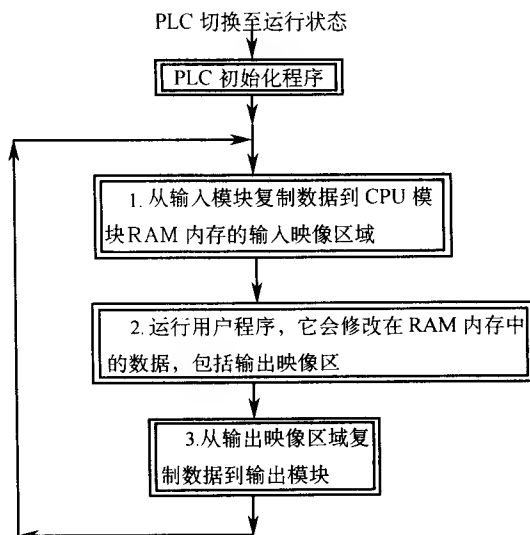 PLC 切换至运行状态
PLC 初始化程序
1.从输入模块复制数据到 CPU 模
块RAM 内存的输入映像区域
2.运行用户程序，它会修改在 RAM 内存中
的数据，包括输出映像区
3.从输出映像区域复
制数据到输出模块